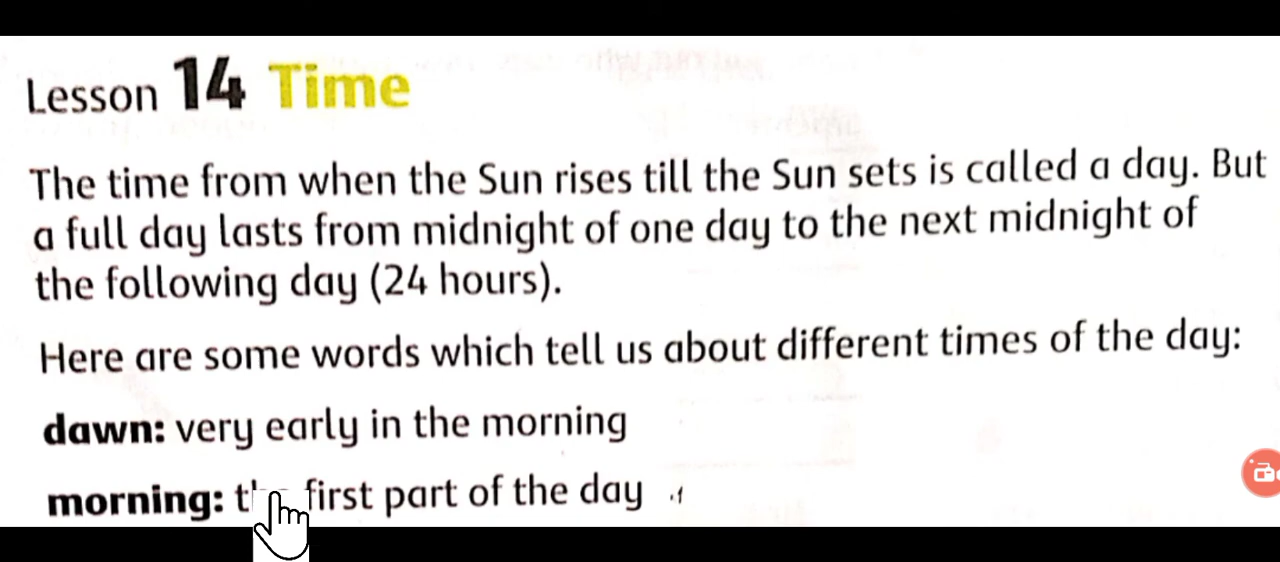 Lesson 14 Time
The time from when the Sun rises till the Sun sets is called a day. But
a full day lasts from midnight of one day to the next midnight of
the following day (24 hours).
Here are some words which tell us about different times of the day:
dawn: very early in the morning
morning: the first part of the day